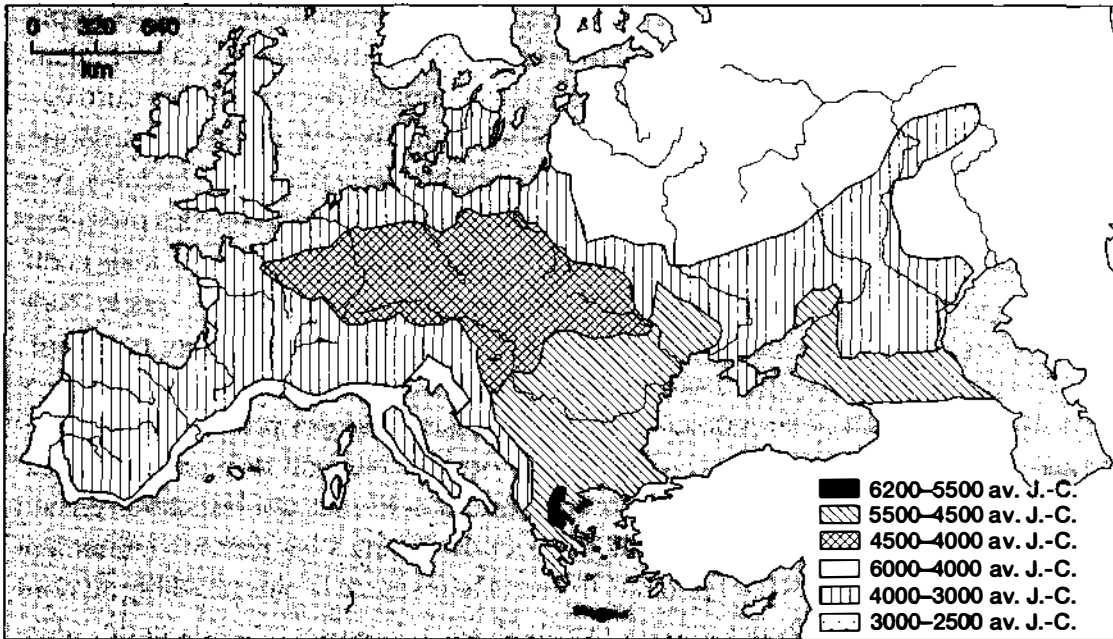 0 320 640
km
6200–5500 av. J.-C.
5500–4500 av. J.-C.
4500–4000 av. J.-C.
6000–4000 av. J.-C.
4000–3000 av. J.-C.
3000–2500 av. J.-C.